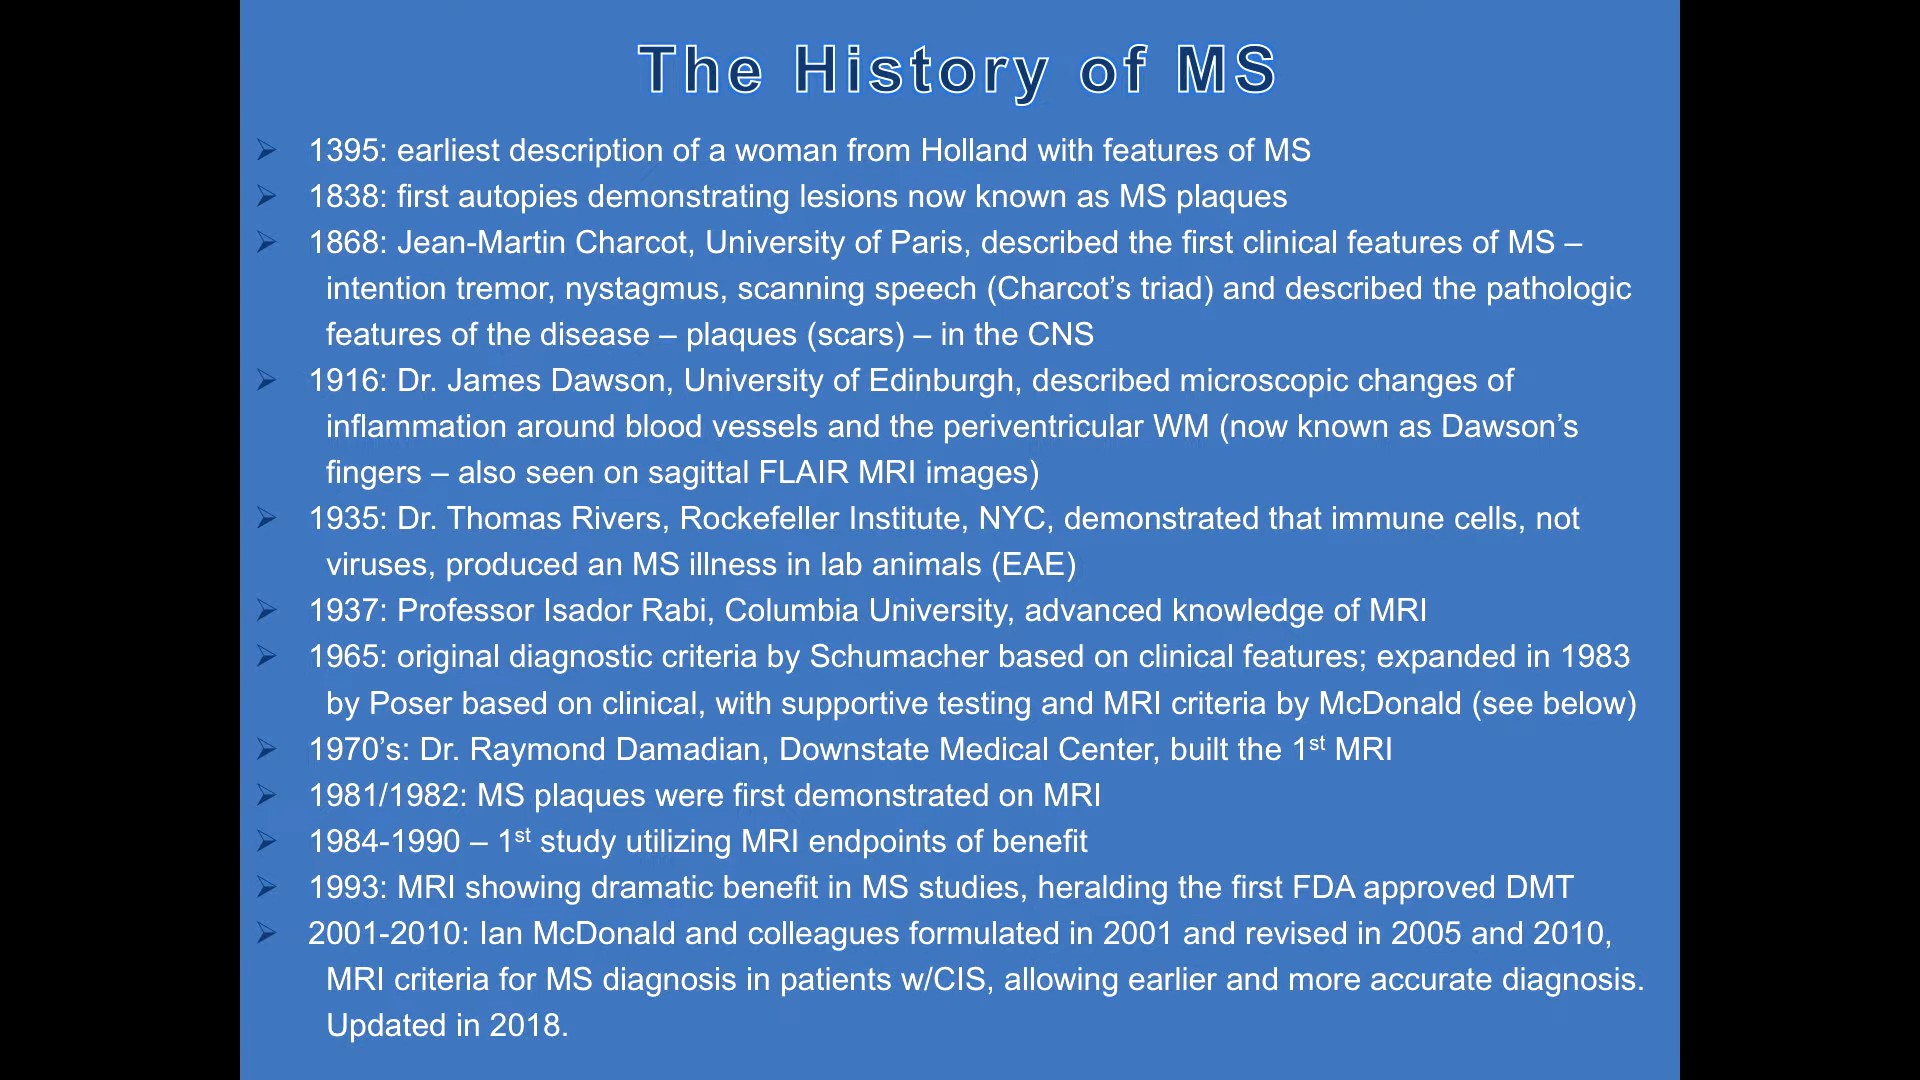 The History of MS
➢ 1395: earliest description of a woman from Holland with features of MS
➢ 1838: first autopies demonstrating lesions now known as MS plaques
➢ 1868: Jean-Martin Charcot, University of Paris, described the first clinical features of MS –
intention tremor, nystagmus, scanning speech (Charcot’s triad) and described the pathologic
features of the disease – plaques (scars) – in the CNS
➢ 1916: Dr. James Dawson, University of Edinburgh, described microscopic changes of
inflammation around blood vessels and the periventricular WM (now known as Dawson’s
fingers – also seen on sagittal FLAIR MRI images)
➢ 1935: Dr. Thomas Rivers, Rockefeller Institute, NYC, demonstrated that immune cells, not
viruses, produced an MS illness in lab animals (EAE)
➢ 1937: Professor Isador Rabi, Columbia University, advanced knowledge of MRI
➢ 1965: original diagnostic criteria by Schumacher based on clinical features; expanded in 1983
by Poser based on clinical, with supportive testing and MRI criteria by McDonald (see below)
➢ 1970’s: Dr. Raymond Damadian, Downstate Medical Center, built the 1st MRI
➢ 1981/1982: MS plaques were first demonstrated on MRI
➢ 1984-1990 – 1st study utilizing MRI endpoints of benefit
➢ 1993: MRI showing dramatic benefit in MS studies, heralding the first FDA approved DMT
➢ 2001-2010: Ian McDonald and colleagues formulated in 2001 and revised in 2005 and 2010,
MRI criteria for MS diagnosis in patients w/CIS, allowing earlier and more accurate diagnosis.
Updated in 2018.